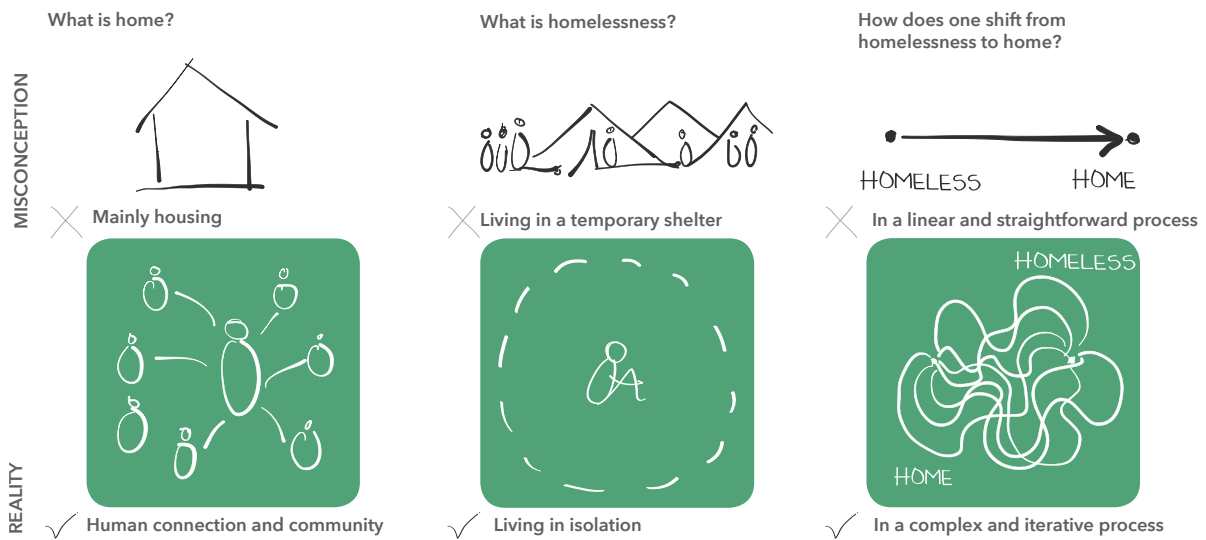 What is home?
What is homelessness?
How does one shift from
homelessness to home?
MISCONCEPTION
HOMELESS
HOME
Mainly housing
Living in a temporary shelter
In a linear and straightforward process
REALITY
HOMELESS
HOME
Human connection and community
Living in isolation
In a complex and iterative process